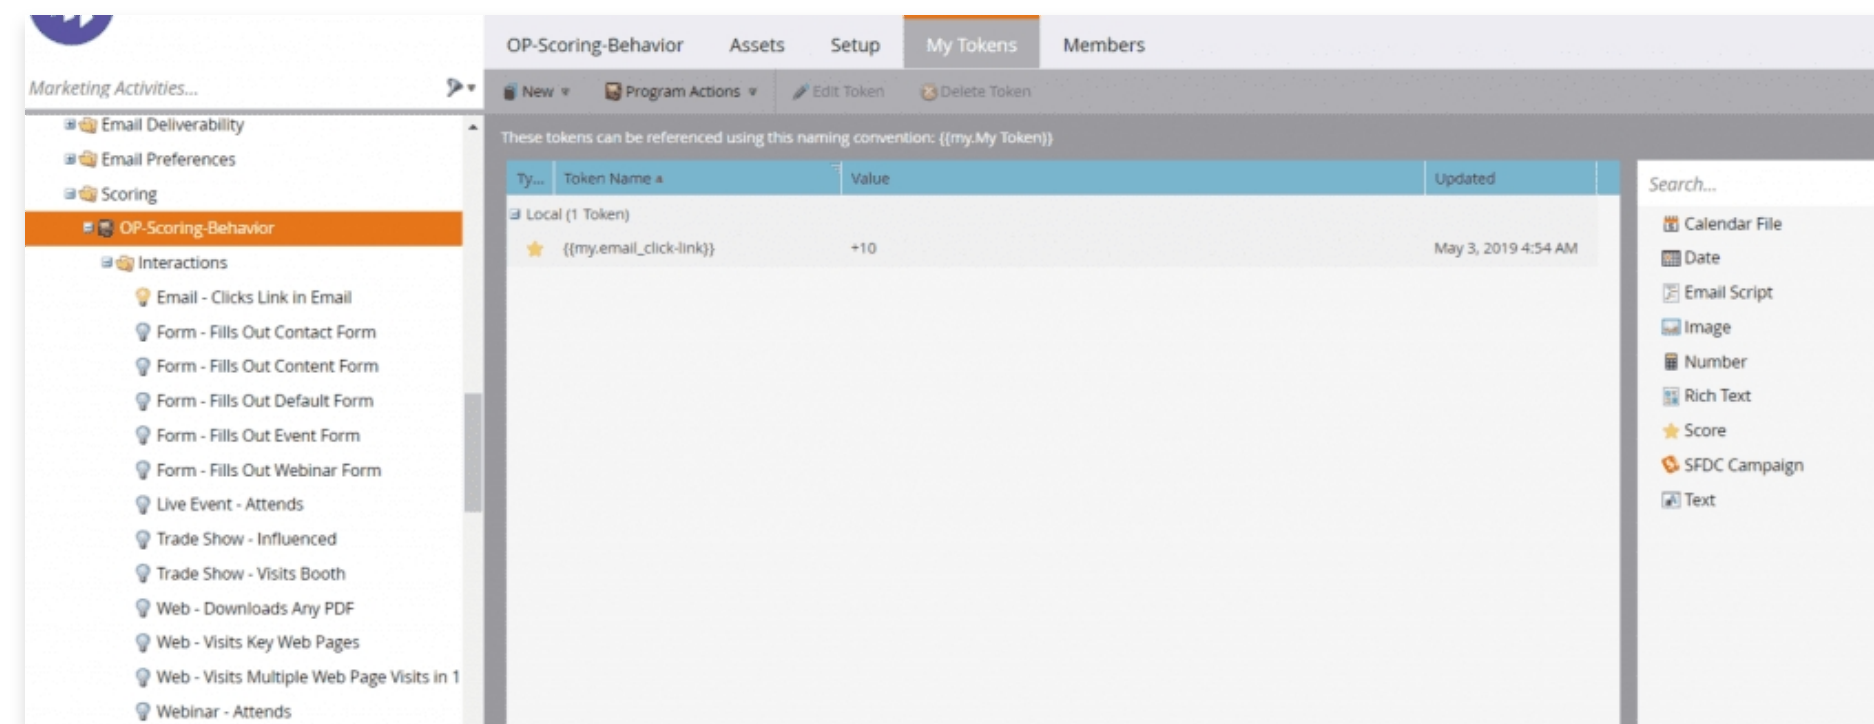 OP-Scoring-Behavior Assets Setup My Tokens Members
Marketing Activities...
New Program Actions Edit Token Delete Token
Email Deliverability
Email Preferences
Scoring
OP-Scoring-Behavior
Interactions
Email - Clicks Link in Email
Form - Fills Out Contact Form
Form - Fills Out Content Form
Form - Fills Out Default Form
Form - Fills Out Event Form
Form - Fills Out Webinar Form
Live Event - Attends
Trade Show - Influenced
Trade Show - Visits Booth
Web - Downloads Any PDF
Web - Visits Key Web Pages
Web - Visits Multiple Web Page Visits in 1
Webinar - Attends
These tokens can be referenced using this naming convention: {{my.My Token}}
Ty... Token Name Value Updated
Local (1 Token)
{{my.email_click-link}} +10 May 3, 2019 4:54 AM
Search...
Calendar File
Date
Email Script
Image
Number
Rich Text
Score
SFDC Campaign
Text